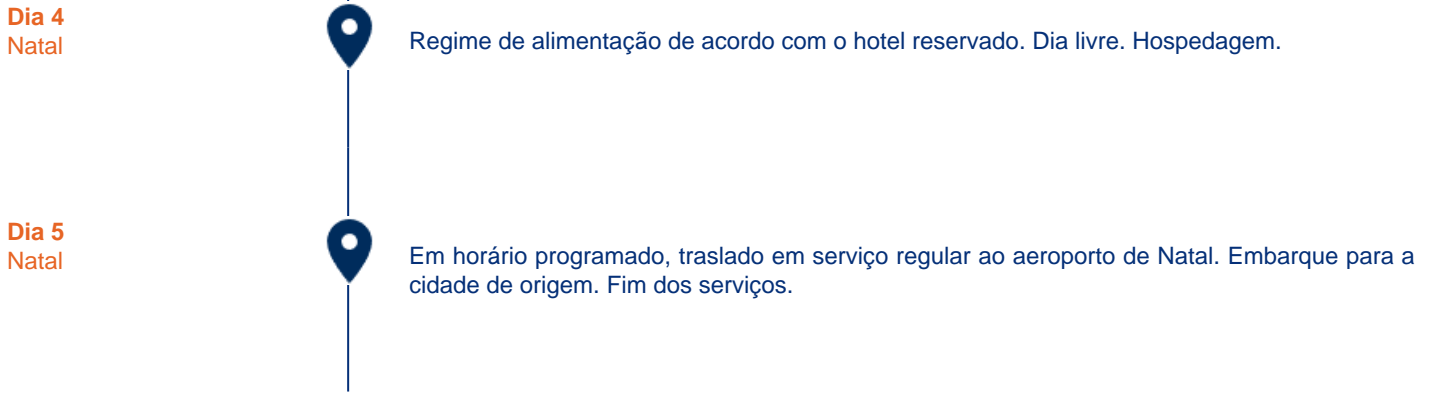 Dia 4
Natal
Regime de alimentação de acordo com o hotel reservado. Dia livre. Hospedagem.
Dia 5
Natal
Em horário programado, traslado em serviço regular ao aeroporto de Natal. Embarque para a
cidade de origem. Fim dos serviços.